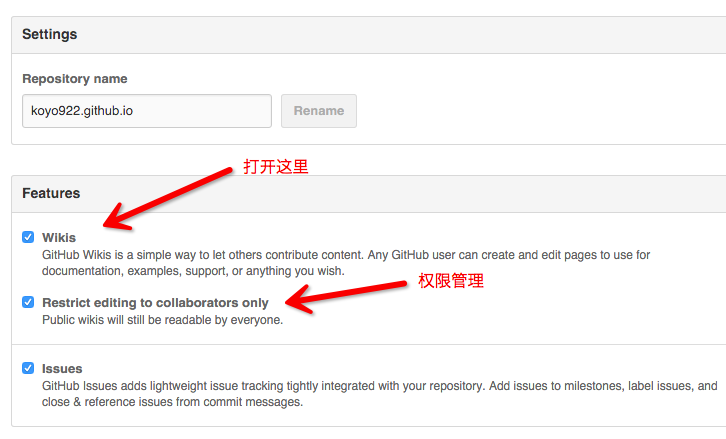 Settings
Repository name
koyo922.github.io
Rename
打开这里
Features
Wikis
GitHub Wikis is a simple way to let others contribute content. Any GitHub user can create and edit pages to use for
documentation, examples, support, or anything you wish.
权限管理
Restrict editing to collaborators only
Public wikis will still be readable by everyone.
Issues
GitHub Issues adds lightweight issue tracking tightly integrated with your repository. Add issues to milestones, label issues, and
close & reference issues from commit messages.